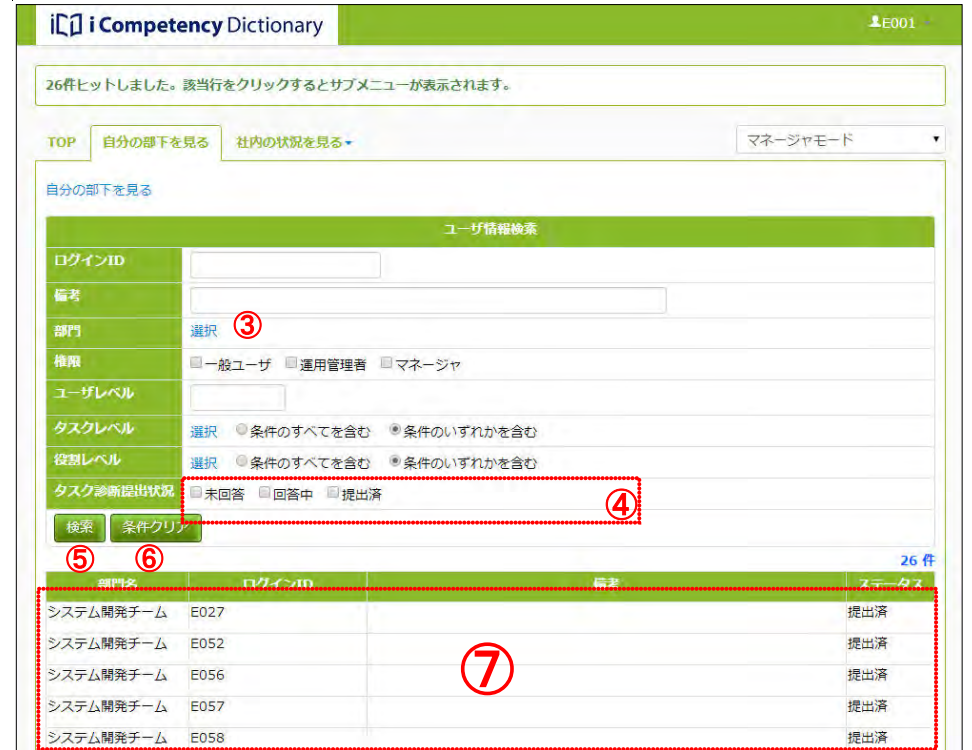 i Competency Dictionary
E001
26件ヒットしました。該当行をクリックするとサブメニューが表示されます。
TOP 自分の部下を見る 社内の状況を見る マネージャモード
自分の部下を見る
ユーザ情報検索
ログインID
備考
部門 選択 ③
権限 一般ユーザ 運用管理者 マネージャ
ユーザレベル
タスクレベル 選択 条件のすべてを含む 条件のいずれかを含む
役割レベル 選択 条件のすべてを含む 条件のいずれかを含む
タスク診断提出状況 未回答 回答中 提出済 ④
検索 条件クリア
⑤ ⑥
26 件
部門名 ログインID 備考 ステータス
システム開発チーム E027 提出済
システム開発チーム E052 提出済
システム開発チーム E056 提出済
⑦
システム開発チーム E057 提出済
システム開発チーム E058 提出済